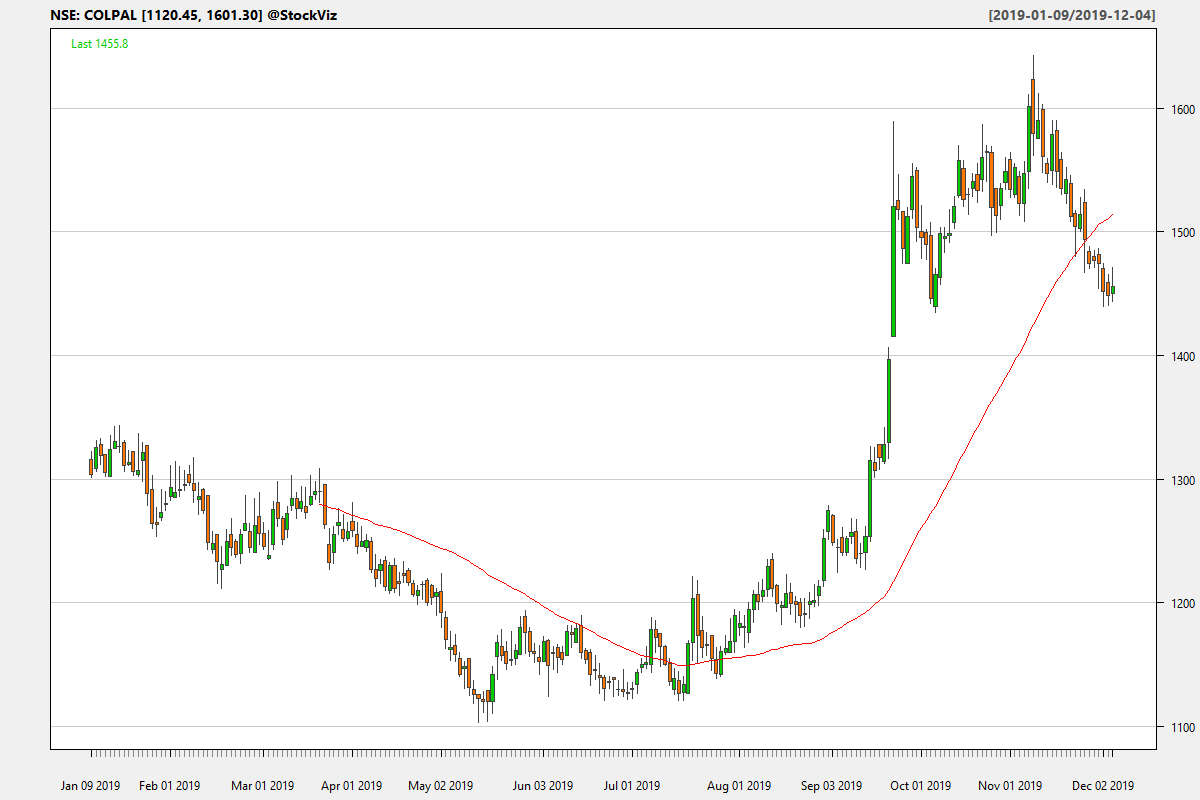 NSE: COLPAL [1120.45, 1601.30] @StockViz [2019-01-09/2019-12-04]
Last 1455.8
1600
1500
1400
1300
1200
1100
Jan 09 2019 Feb 01 2019 Mar 01 2019 Apr 01 2019 May 02 2019 Jun 03 2019 Jul 01 2019 Aug 01 2019 Sep 03 2019 Oct 01 2019 Nov 01 2019 Dec 02 2019